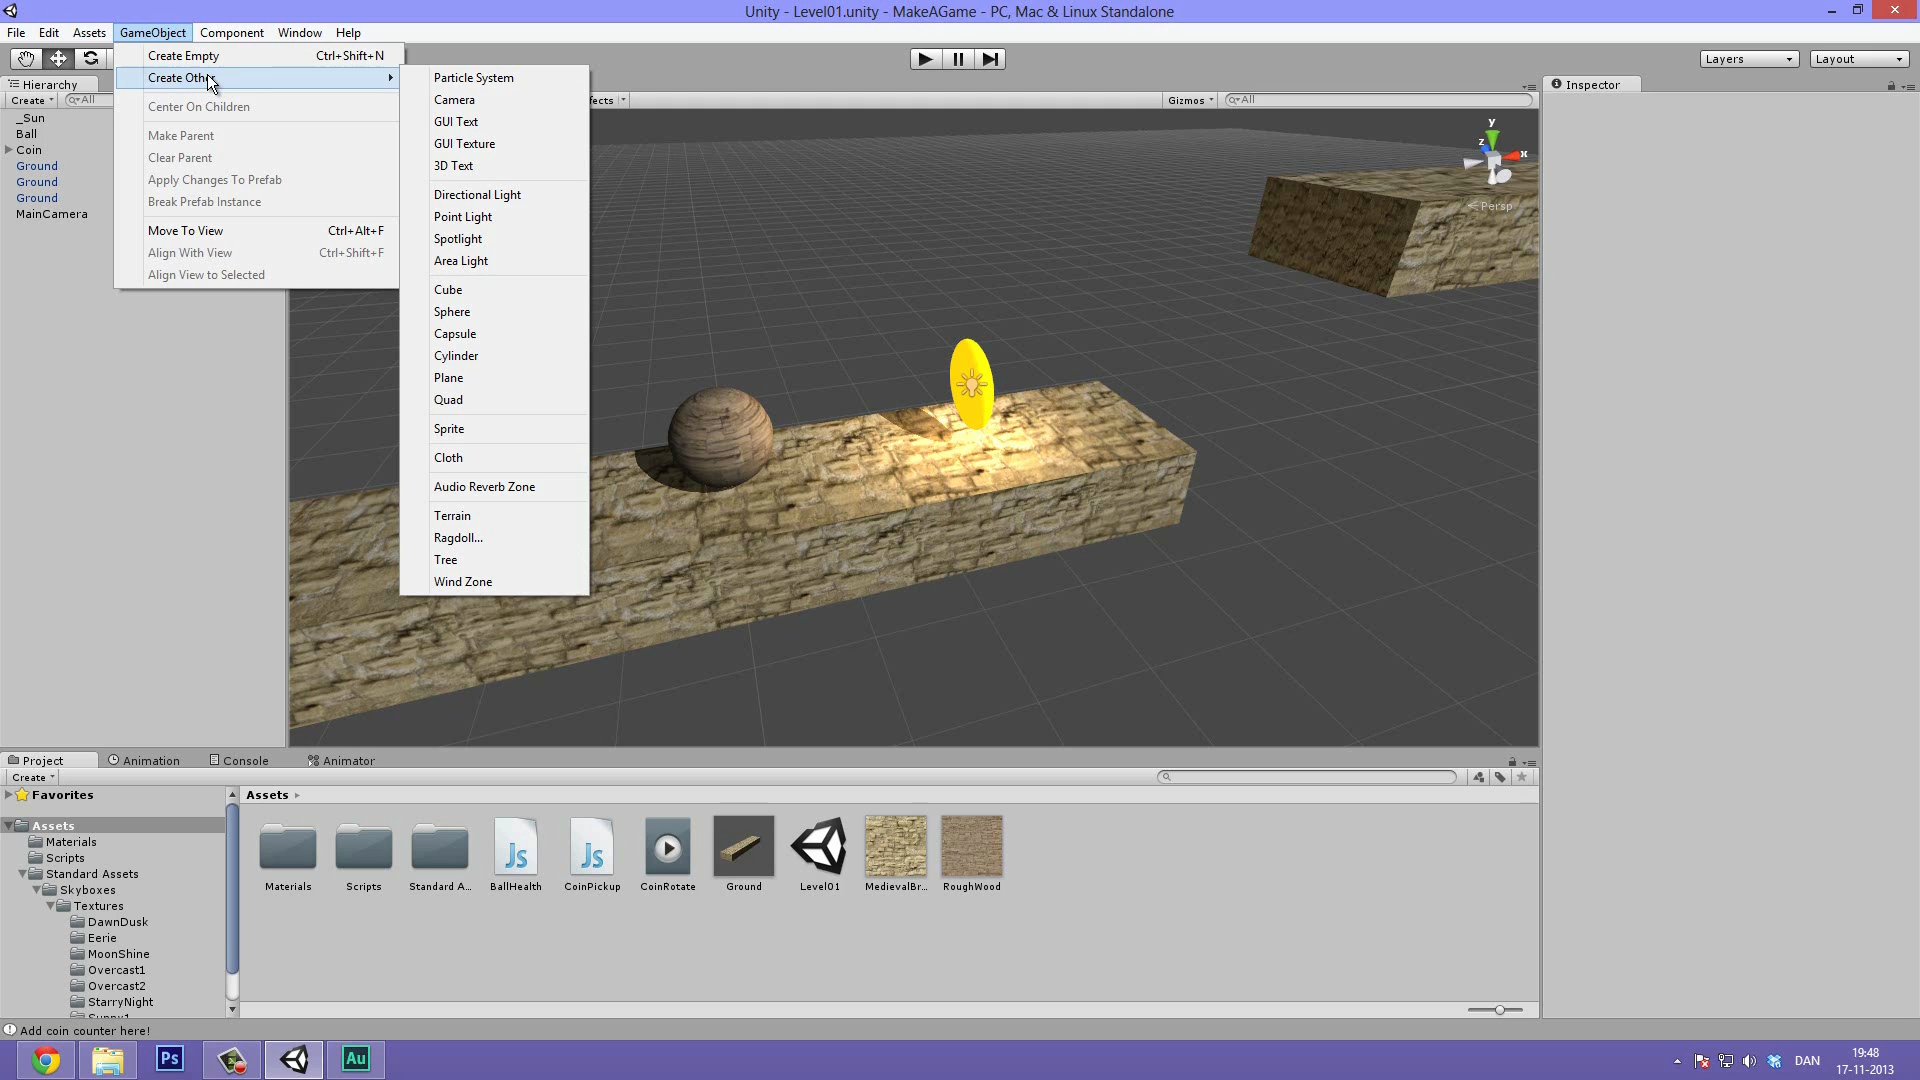 Unity - Level01.unity - MakeAGame - PC, Mac & Linux Standalone
File Edit Assets GameObject Component Window Help
Create Empty Ctrl+Shift+N
Create Other
Center On Children
Make Parent
Clear Parent
Apply Changes To Prefab
Break Prefab Instance
Move To View Ctrl+Alt+F
Align With View Ctrl+Shift+F
Align View to Selected
Particle System
Camera
GUI Text
GUI Texture
3D Text
Directional Light
Point Light
Spotlight
Area Light
Cube
Sphere
Capsule
Cylinder
Plane
Quad
Sprite
Cloth
Audio Reverb Zone
Terrain
Ragdoll...
Tree
Wind Zone
Layers Layout
Hierarchy
Create All
_Sun
Ball
Coin
Ground
Ground
Ground
MainCamera
fects Gizmos All
y
z x
Persp
Inspector
Project Animation Console Animator
Create
Favorites
Assets
Materials
Scripts
Standard Assets
Skyboxes
Textures
DawnDusk
Eerie
MoonShine
Overcast1
Overcast2
StarryNight
Sunny1
Assets
Js Js
Materials Scripts Standard A... BallHealth CoinPickup CoinRotate Ground Level01 MedievalBr... RoughWood
Add coin counter here!
Ps Au
DAN
19:48
17-11-2013